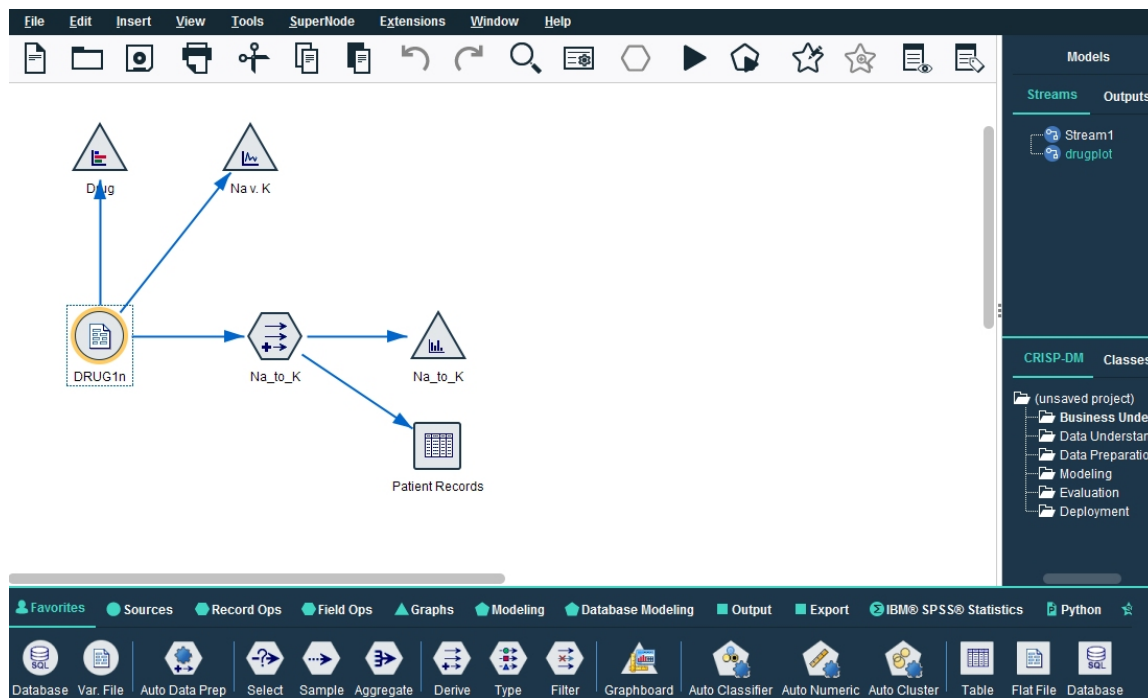 File Edit Insert View Tools SuperNode Extensions Window Help
Models
Streams Outputs
Stream1
drugplot
Drug
Na v. K
DRUG1n
Na_to_K
Na_to_K
Patient Records
CRISP-DM Classes
(unsaved project)
Business Unde
Data Understan
Data Preparatio
Modeling
Evaluation
Deployment
Favorites Sources Record Ops Field Ops Graphs Modeling Database Modeling Output Export IBM® SPSS® Statistics Python
SQL SQL
Database Var. File Auto Data Prep Select Sample Aggregate Derive Type Filter Graphboard Auto Classifier Auto Numeric Auto Cluster Table Flat File Database